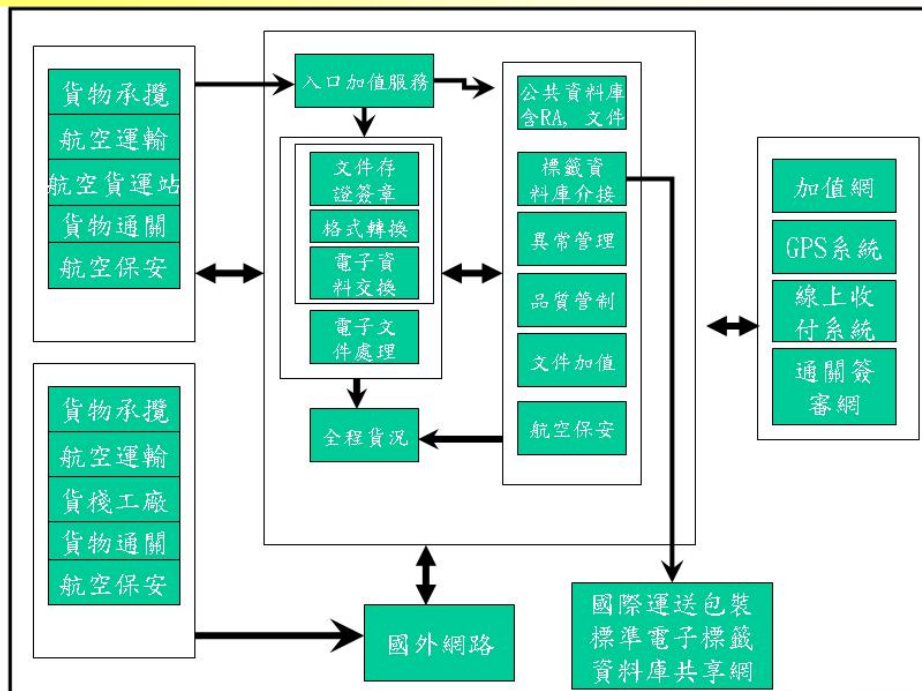 貨物承攬
航空運輸
航空貨運站
貨物通關
航空保安
貨物承攬
航空運輸
貨棧工廠
貨物通關
航空保安
入口加值服務
文件存
證簽章
格式轉換
電子資
料交換
電子文
件處理
全程貨況
公共資料庫
含RA, 文件
標籤資
料庫介接
異常管理
品質管制
文件加值
航空保安
國外網路
國際運送包裝
標準電子標籤
資料庫共享網
加值網
GPS系統
線上收
付系統
通關簽
審網